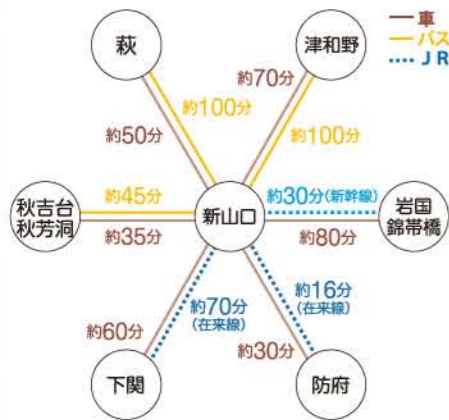 車
バス
JR
萩
津和野
約70分
約100分
約100分
約50分
秋吉台
秋芳洞
約45分
約35分
新山口
約30分(新幹線)
約80分
岩国
錦帯橋
約70分
(在来線)
約16分
(在来線)
約60分
約30分
下関
防府